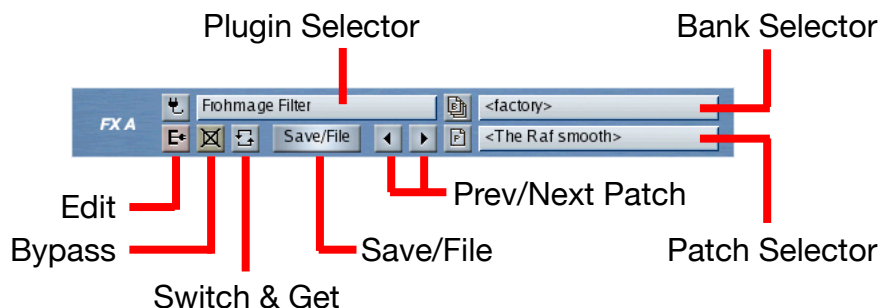 Plugin Selector
Bank Selector
Frohmage Filter
<factory>
FX A
E
Save/File
<The Raf smooth>
Edit
Prev/Next Patch
Bypass
Save/File
Patch Selector
Switch & Get